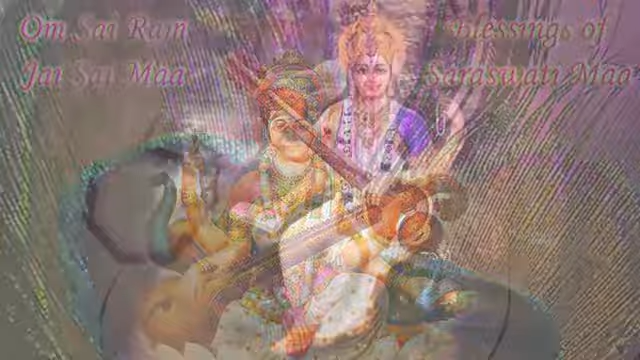 Om Sai Ram
Jai Sai Maa
Blessings of
Saraswati Maa